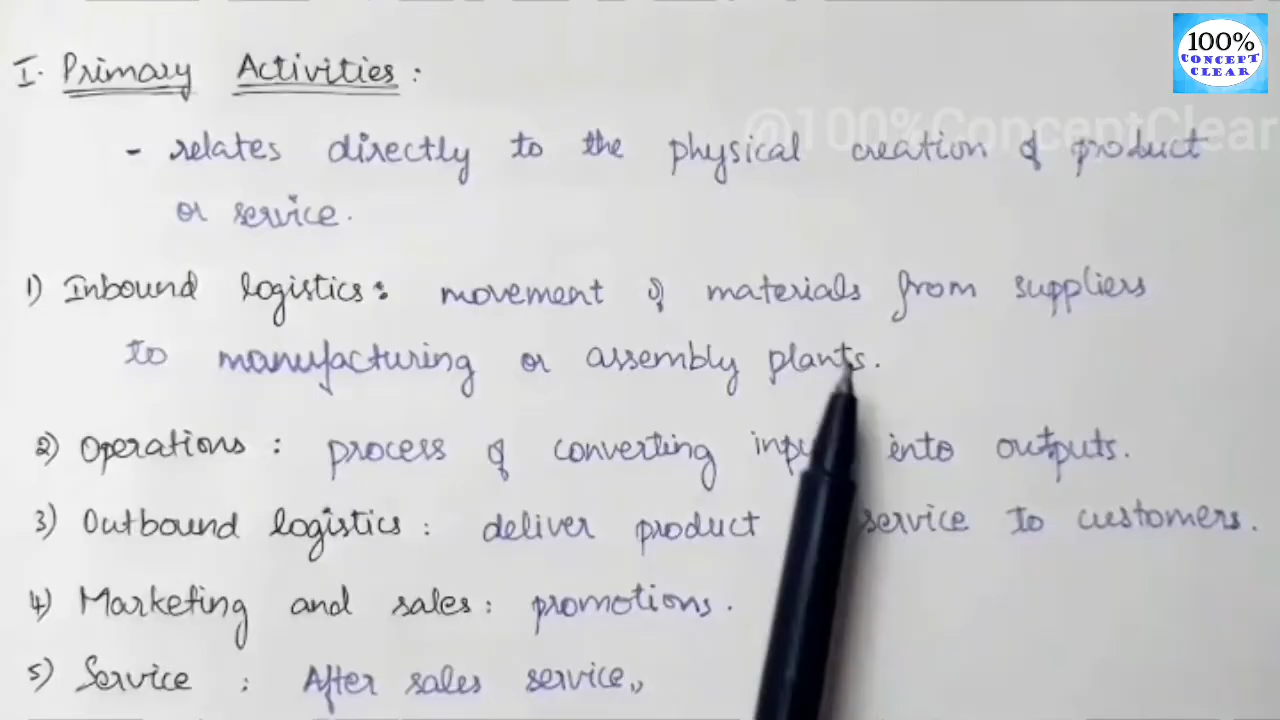 100%
CONCEPT
CLEAR
@100%ConceptClear
I. Primary Activities :
- relates directly to the physical creation of product
or service.
1) Inbound logistics : movement of materials from suppliers
to manufacturing or assembly plants.
2) Operations : process of converting into outputs.
3) Outbound logistics : deliver product service to customers.
4) Marketing and sales : promotions.
5) Service : After sales service,,